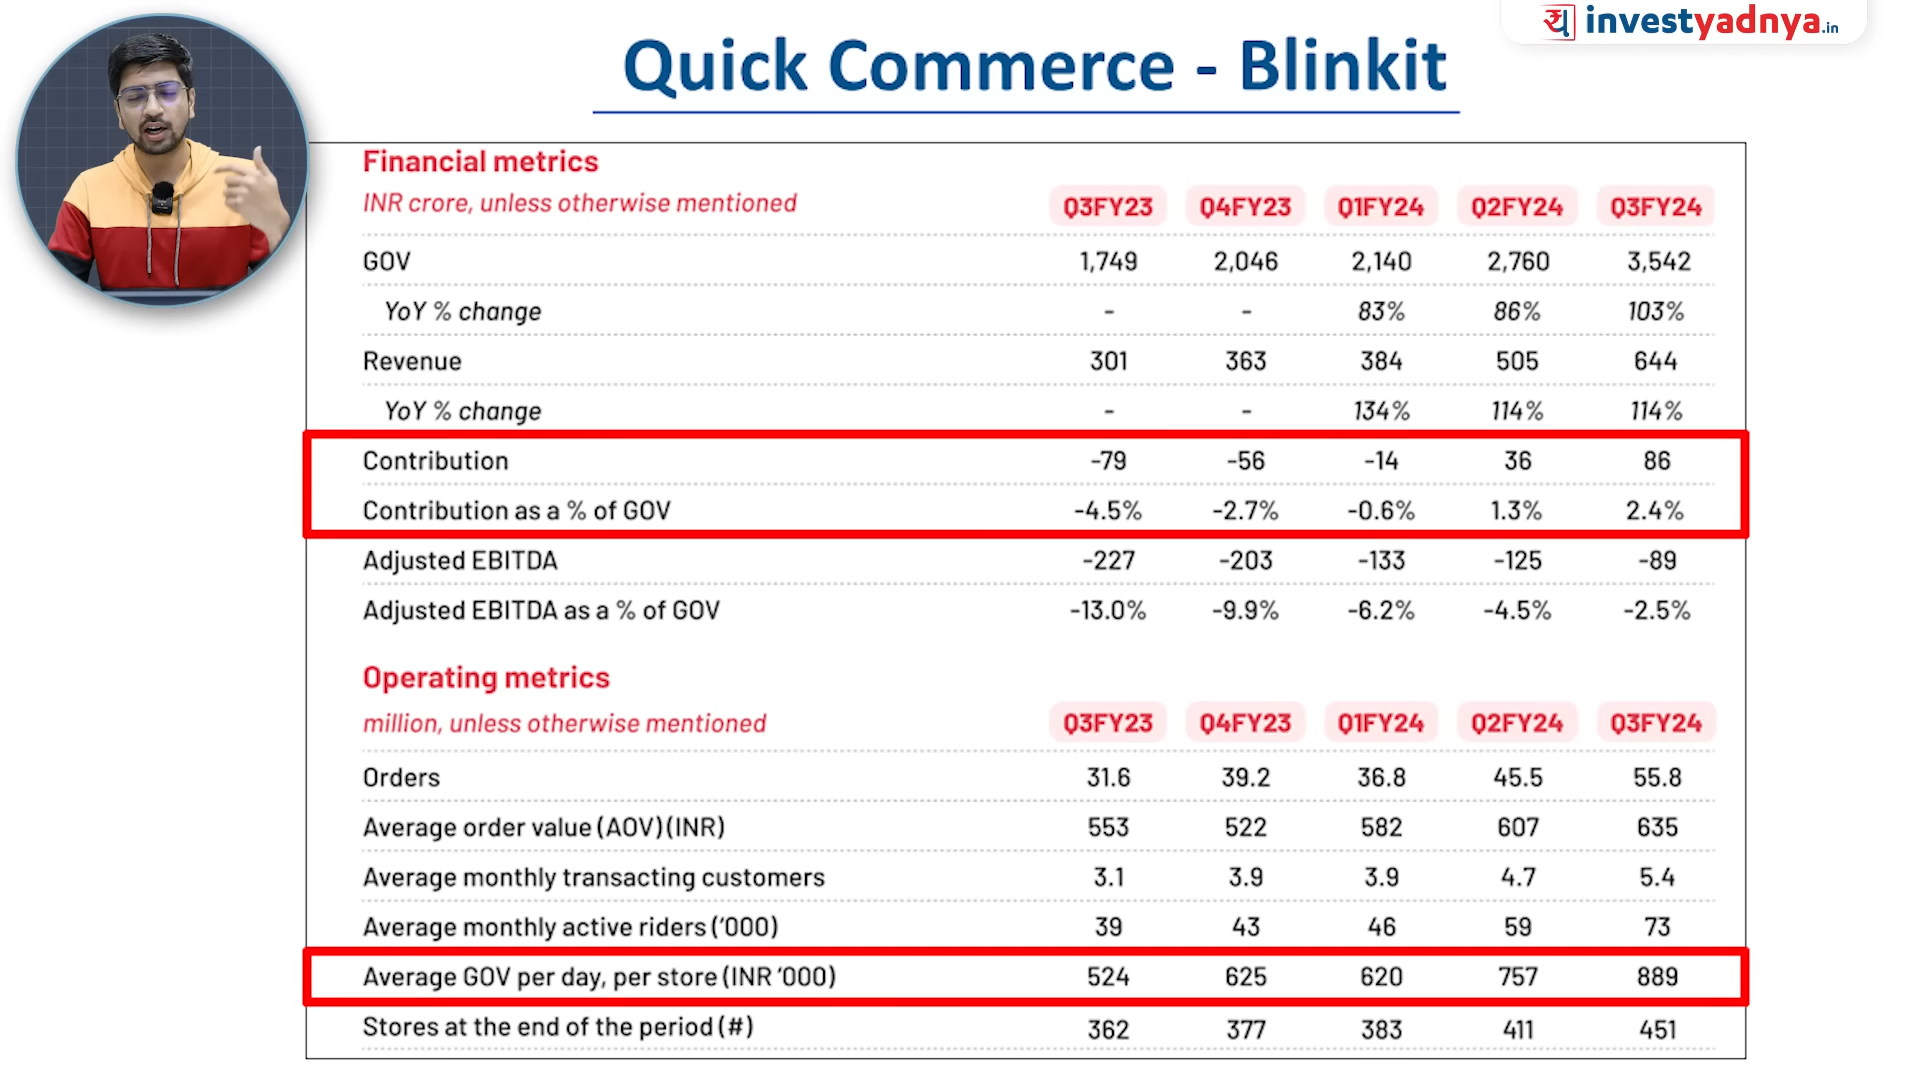 investyadnya.in
Quick Commerce - Blinkit
Financial metrics
INR crore, unless otherwise mentioned Q3FY23 Q4FY23 Q1FY24 Q2FY24 Q3FY24
GOV 1,749 2,046 2,140 2,760 3,542
YoY % change - - 83% 86% 103%
Revenue 301 363 384 505 644
YoY % change - - 134% 114% 114%
Contribution -79 -56 -14 36 86
Contribution as a % of GOV -4.5% -2.7% -0.6% 1.3% 2.4%
Adjusted EBITDA -227 -203 -133 -125 -89
Adjusted EBITDA as a % of GOV -13.0% -9.9% -6.2% -4.5% -2.5%
Operating metrics
million, unless otherwise mentioned Q3FY23 Q4FY23 Q1FY24 Q2FY24 Q3FY24
Orders 31.6 39.2 36.8 45.5 55.8
Average order value (AOV) (INR) 553 522 582 607 635
Average monthly transacting customers 3.1 3.9 3.9 4.7 5.4
Average monthly active riders ('000) 39 43 46 59 73
Average GOV per day, per store (INR '000) 524 625 620 757 889
Stores at the end of the period (#) 362 377 383 411 451